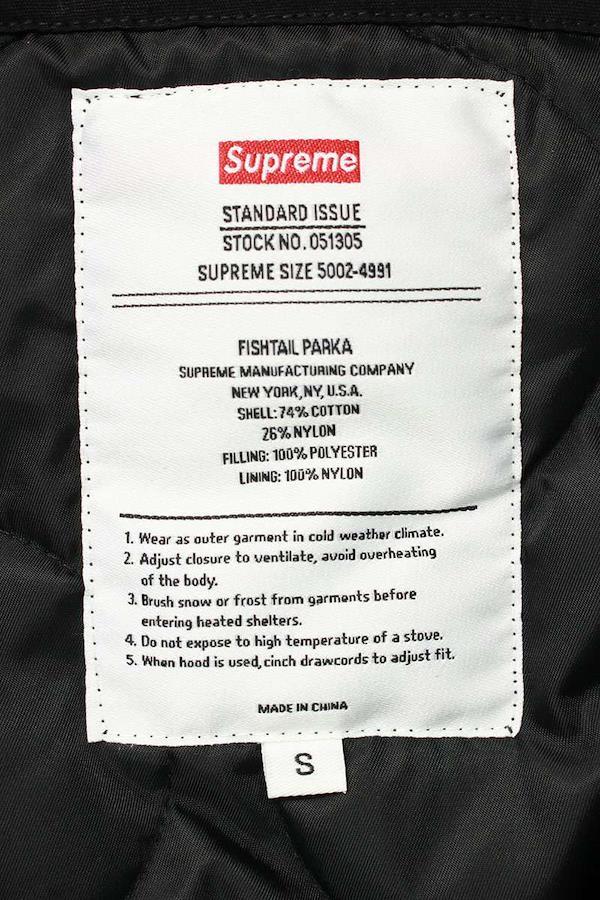 Supreme
STANDARD ISSUE
STOCK NO. 051305
SUPREME SIZE 5002-4991
FISHTAIL PARKA
SUPREME MANUFACTURING COMPANY
NEW YORK, NY, U.S.A.
SHELL: 74% COTTON
26% NYLON
FILLING: 100% POLYESTER
LINING: 100% NYLON
1. Wear as outer garment in cold weather climate.
2. Adjust closure to ventilate, avoid overheating
of the body.
3. Brush snow or frost from garments before
entering heated shelters.
4. Do not expose to high temperature of a stove.
5. When hood is used, cinch drawcords to adjust fit.
MADE IN CHINA
S